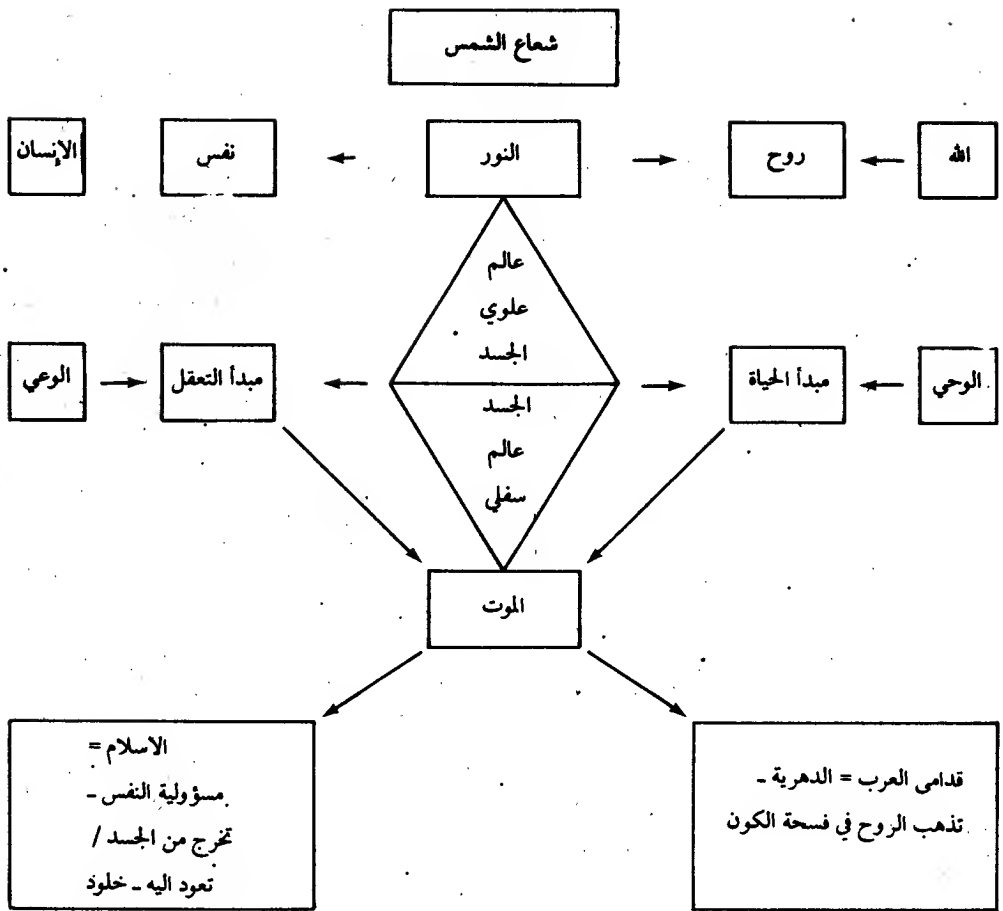 شعاع الشمس
الله
روح
النور
نفس
الإنسان
عالم
علوي
الجسد
الوحي
مبدأ الحياة
مبدأ التعقل
الوعي
الجسد
عالم
سفلي
الموت
قدامى العرب = الدهرية ـ
تذهب الروح في فسحة الكون
الاسلام =
مسؤولية النفس ـ
تخرج من الجسد /
تعود اليه ـ خلود